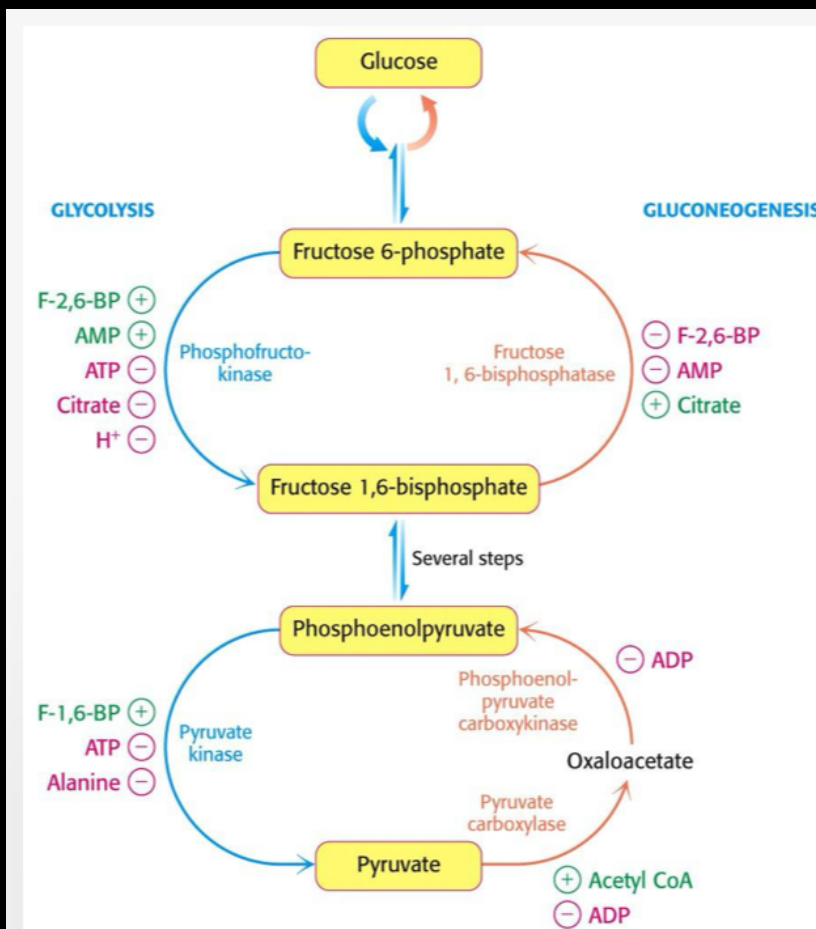 Glucose
GLYCOLYSIS
GLUCONEOGENESIS
Fructose 6-phosphate
F-2,6-BP +
AMP +
ATP −
Citrate −
H⁺ −
Phosphofructo-
kinase
Fructose
1, 6-bisphosphatase
− F-2,6-BP
− AMP
+ Citrate
Fructose 1,6-bisphosphate
Several steps
Phosphoenolpyruvate
F-1,6-BP +
ATP −
Alanine −
Pyruvate
kinase
Phosphoenol-
pyruvate
carboxykinase
− ADP
Oxaloacetate
Pyruvate
carboxylase
Pyruvate
+ Acetyl CoA
− ADP